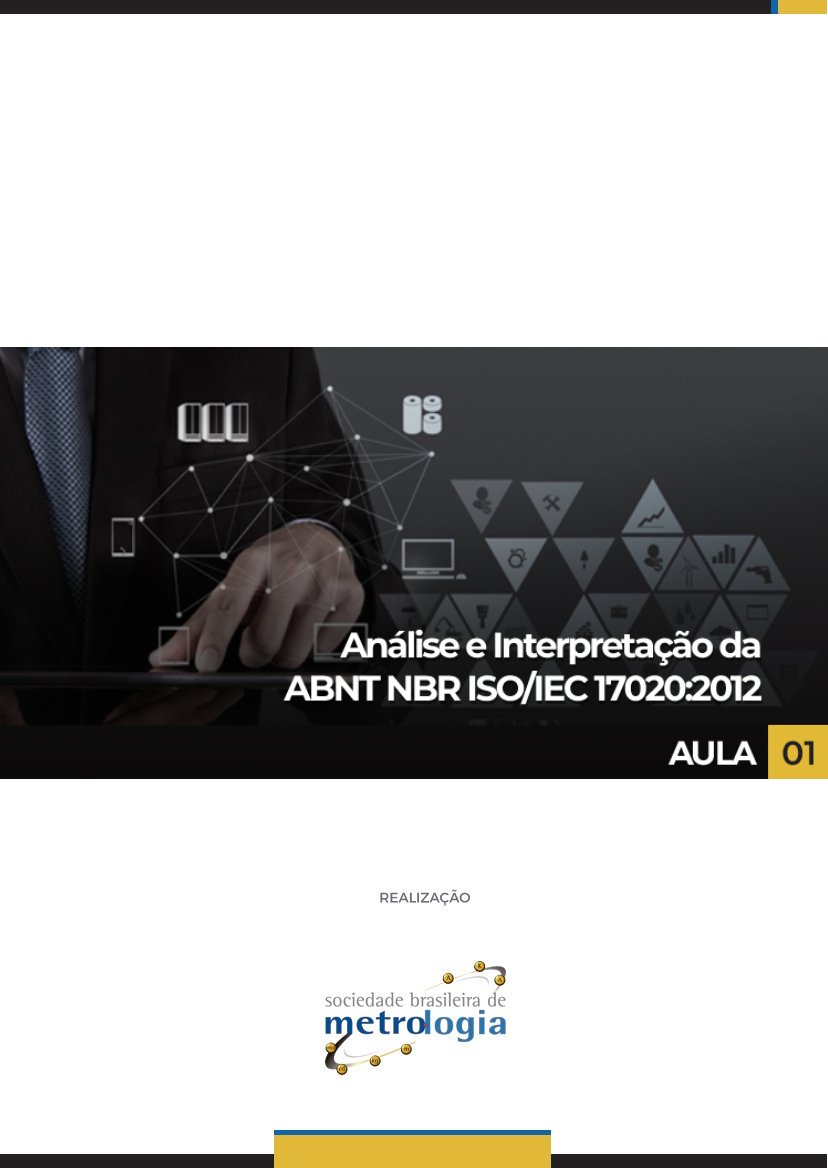 Análise e Interpretação da
ABNT NBR ISO/IEC 17020:2012
AULA 01
REALIZAÇÃO
sociedade brasileira de
metrologia